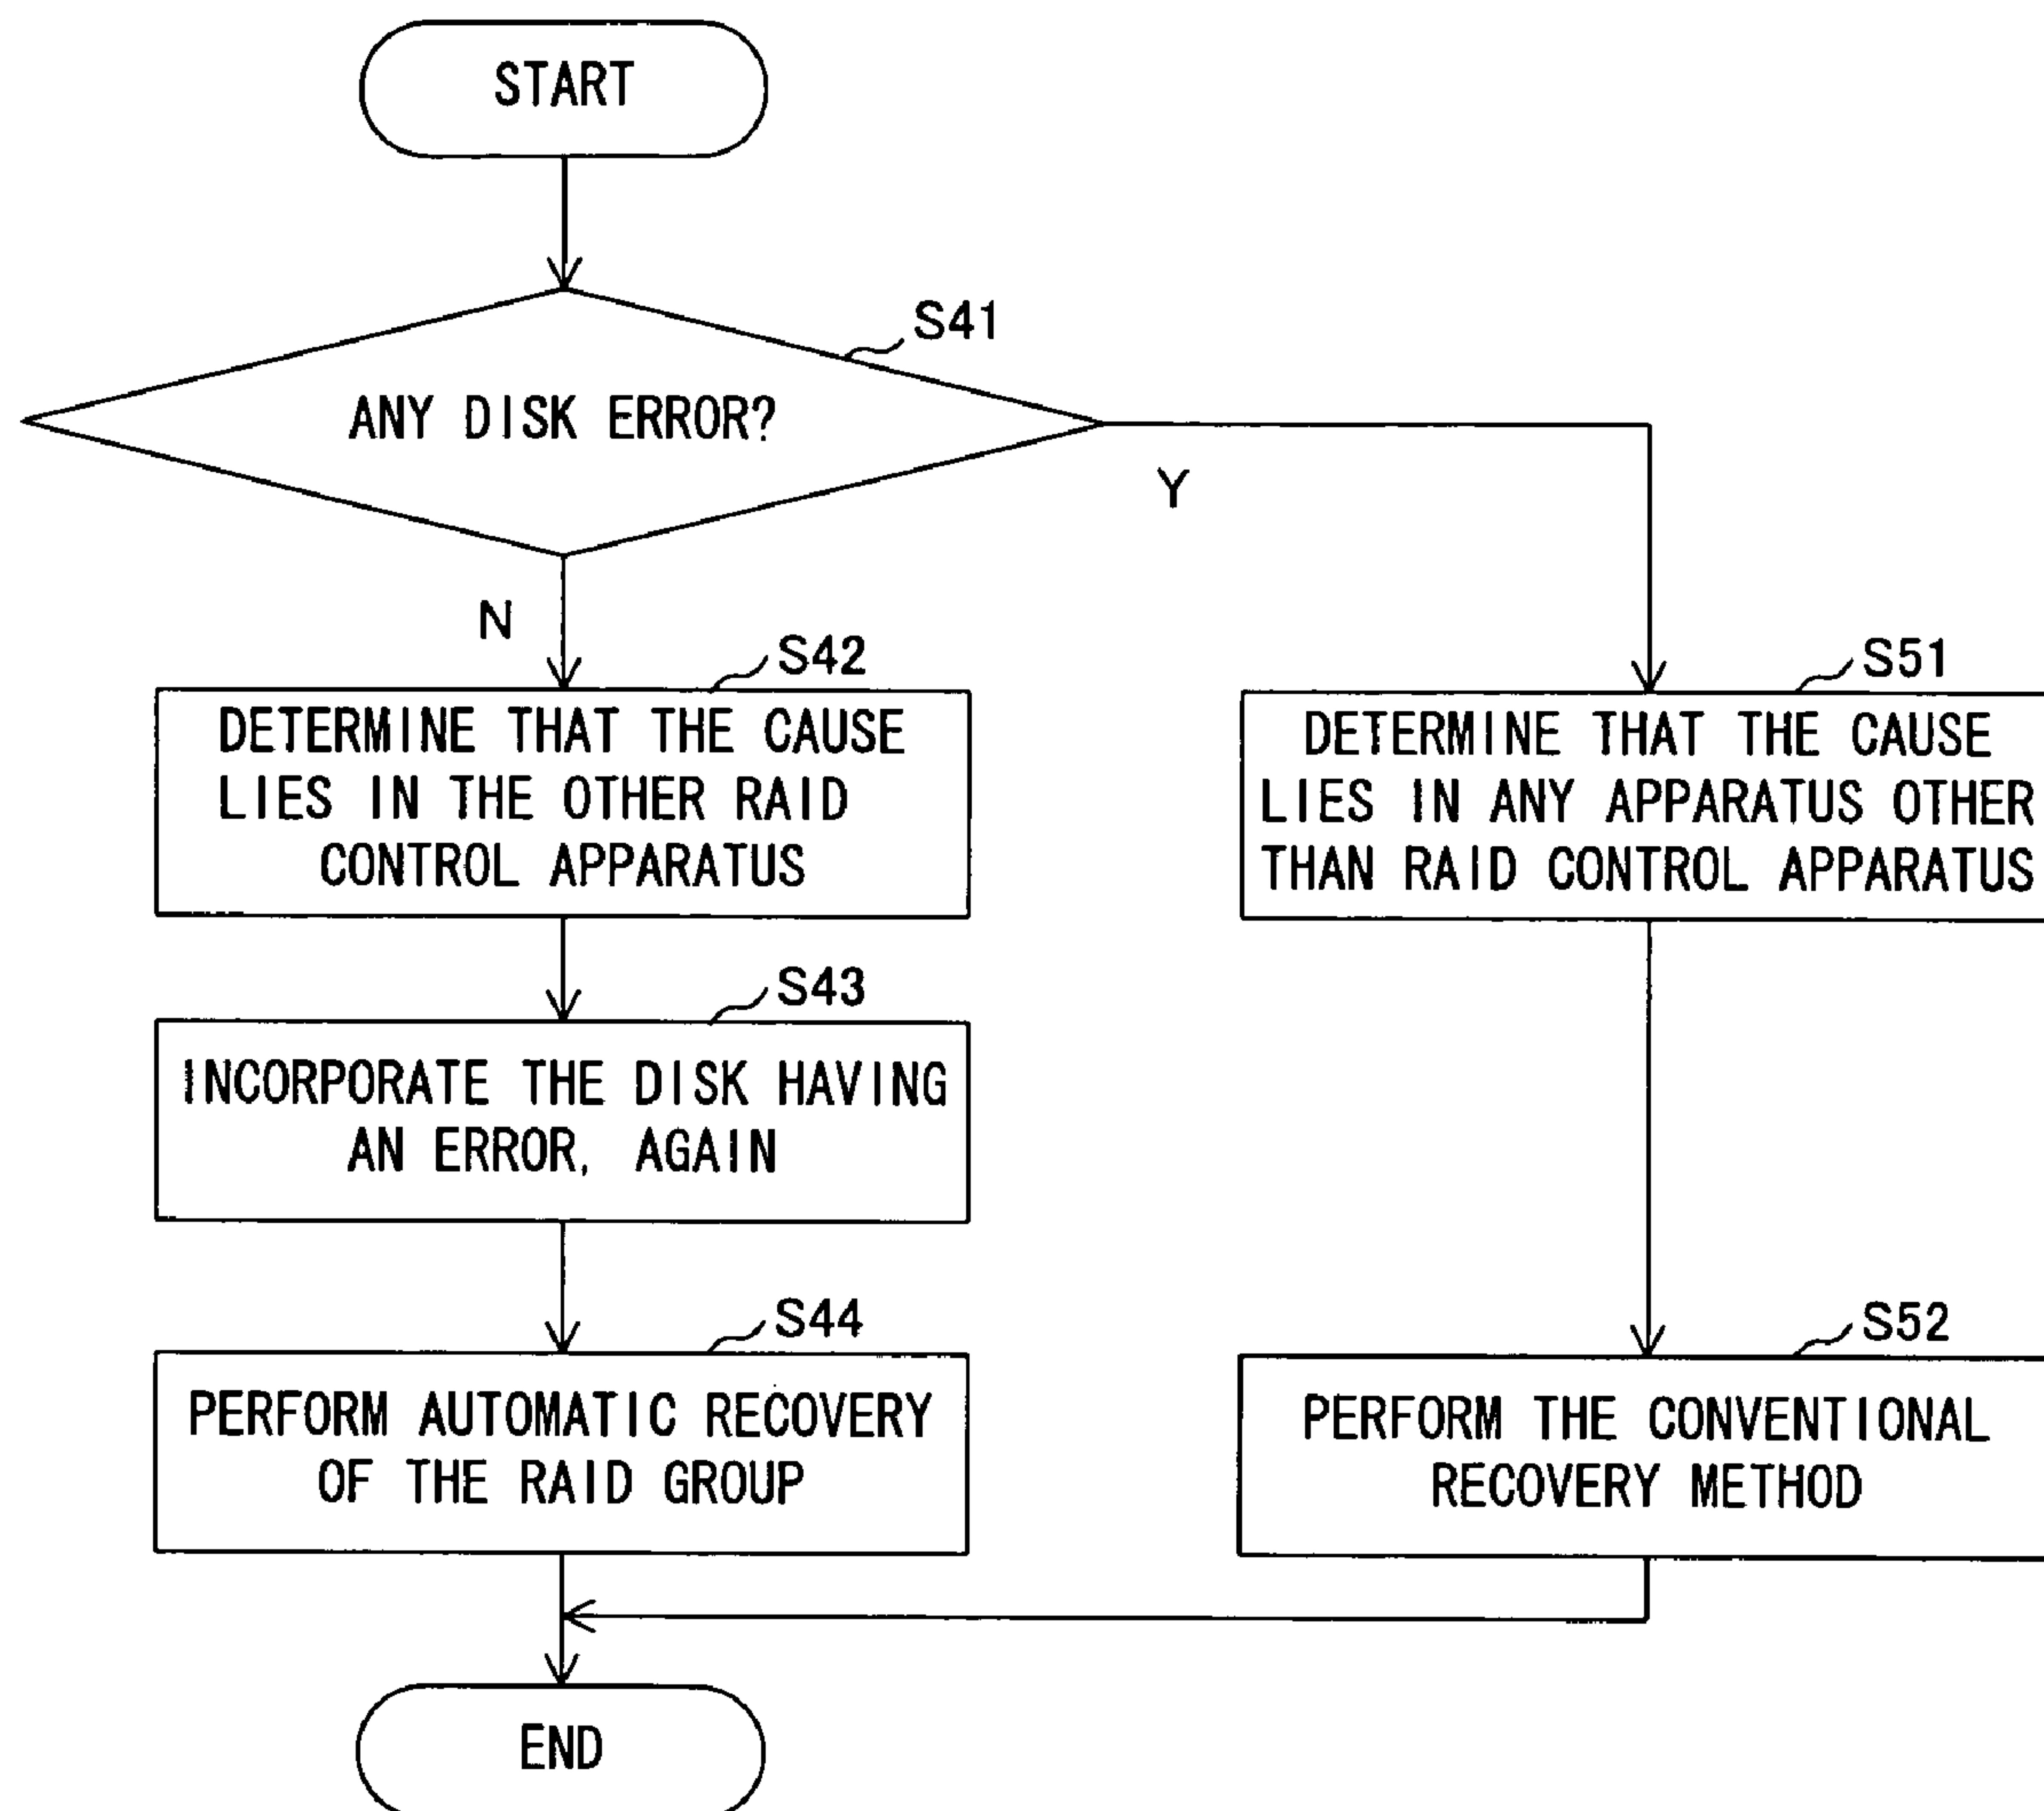 START
S41
ANY DISK ERROR?
Y
N
S42
DETERMINE THAT THE CAUSE
LIES IN THE OTHER RAID
CONTROL APPARATUS
S51
DETERMINE THAT THE CAUSE
LIES IN ANY APPARATUS OTHER
THAN RAID CONTROL APPARATUS
S43
INCORPORATE THE DISK HAVING
AN ERROR, AGAIN
S44
PERFORM AUTOMATIC RECOVERY
OF THE RAID GROUP
S52
PERFORM THE CONVENTIONAL
RECOVERY METHOD
END